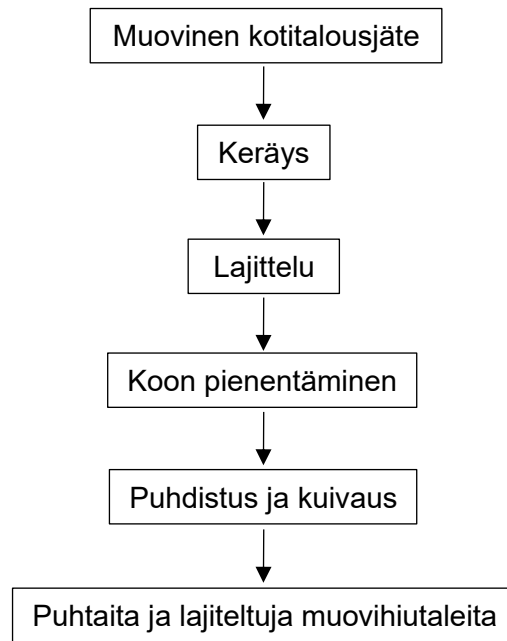 Muovinen kotitalousjäte
Keräys
Lajittelu
Koon pienentäminen
Puhdistus ja kuivaus
Puhtaita ja lajiteltuja muovihiutaleita